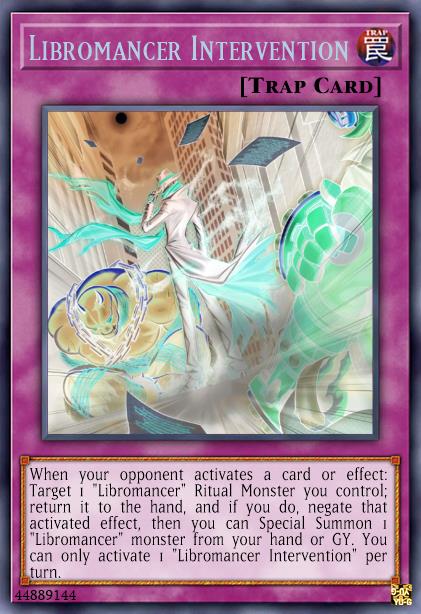 Libromancer Intervention
TRAP
罠
[Trap Card]
When your opponent activates a card or effect:
Target 1 "Libromancer" Ritual Monster you control;
return it to the hand, and if you do, negate that
activated effect, then you can Special Summon 1
"Libromancer" monster from your hand or GY. You
can only activate 1 "Libromancer Intervention" per
turn.
44889144